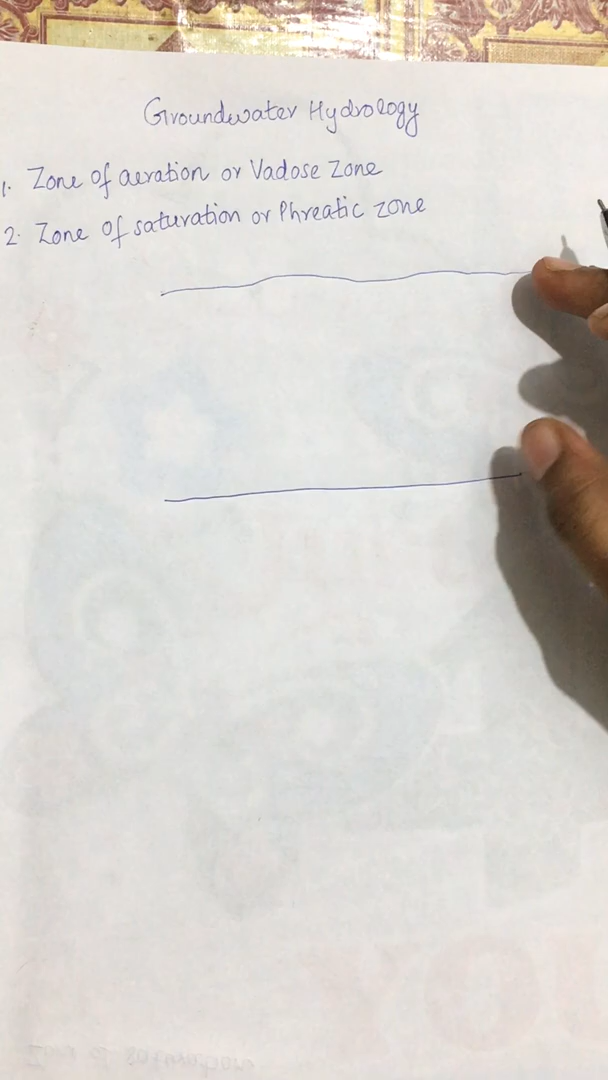 Groundwater Hydrology
1. Zone of aeration or Vadose Zone
2. Zone of saturation or Phreatic zone